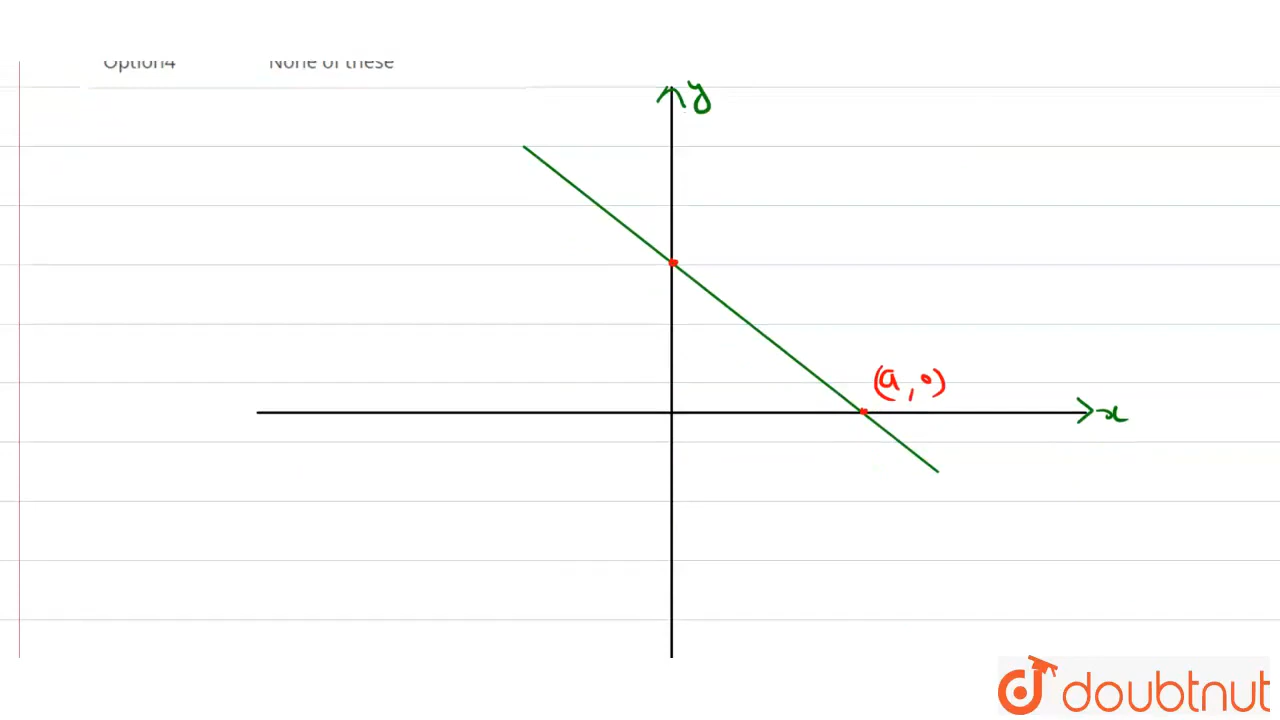 Option4 None of these
y
(a,0)
x
doubtnut